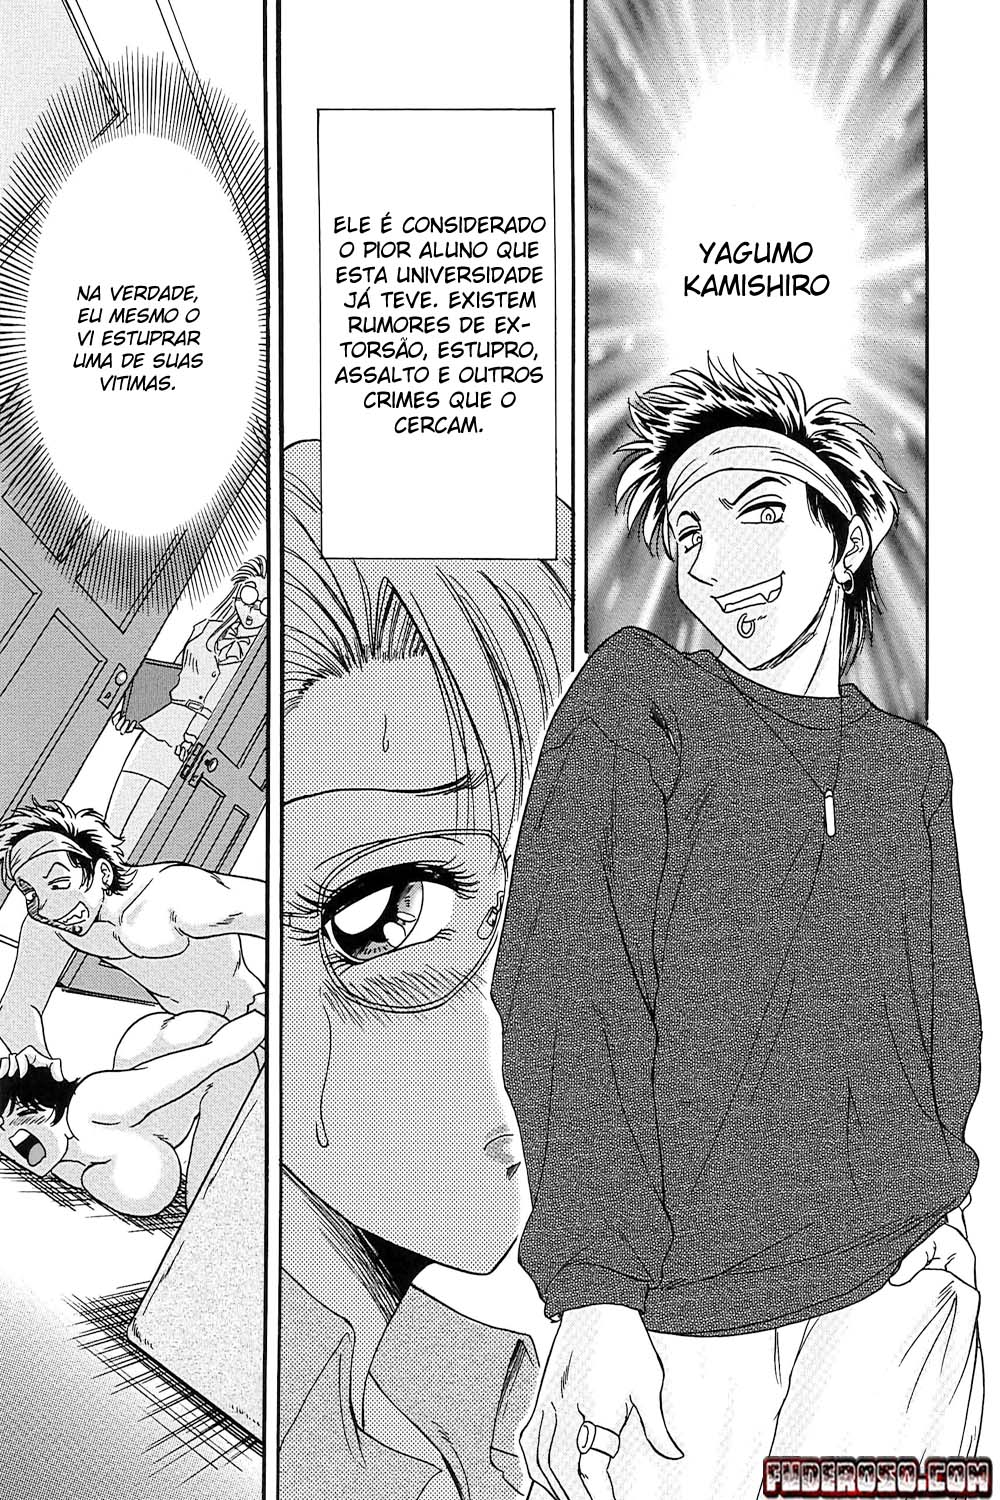 YAGUMO
KAMISHIRO
ELE É CONSIDERADO
O PIOR ALUNO QUE
ESTA UNIVERSIDADE
JÁ TEVE. EXISTEM
RUMORES DE EX-
TORSÃO, ESTUPRO,
ASSALTO E OUTROS
CRIMES QUE O
CERCAM.
NA VERDADE,
EU MESMO O
VI ESTUPRAR
UMA DE SUAS
VITIMAS.
FUDEROSO.COM